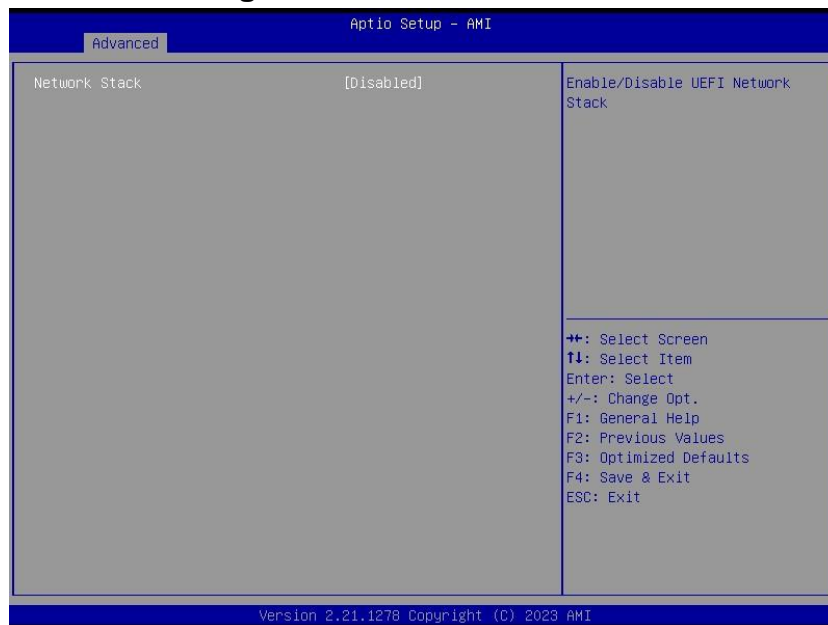 Aptio Setup – AMI
Advanced
Network Stack [Disabled]
Enable/Disable UEFI Network
Stack
→←: Select Screen
↑↓: Select Item
Enter: Select
+/-: Change Opt.
F1: General Help
F2: Previous Values
F3: Optimized Defaults
F4: Save & Exit
ESC: Exit
Version 2.21.1278 Copyright (C) 2023 AMI